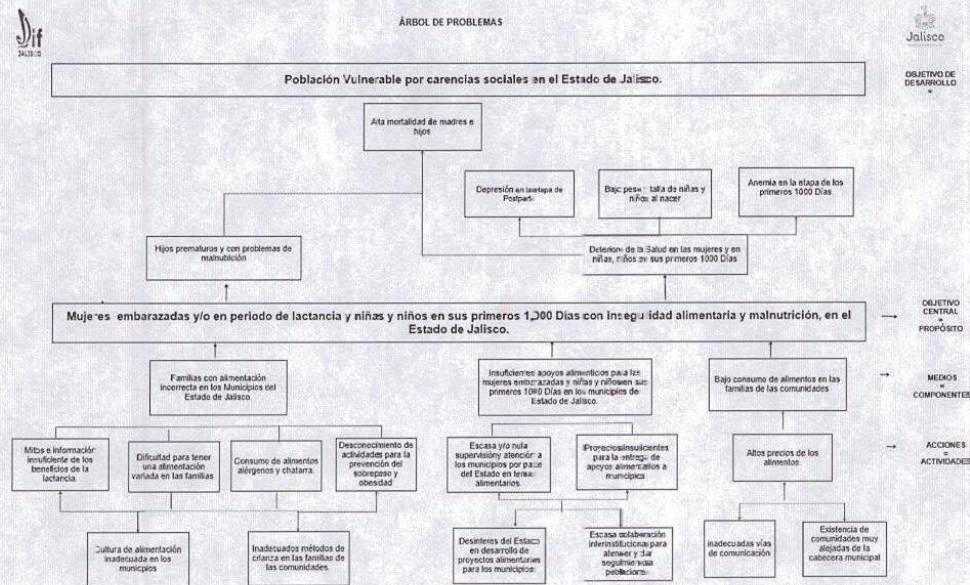 ÁRBOL DE PROBLEMAS
Dif
JALISCO
Jalisco
Población Vulnerable por carencias sociales en el Estado de Jalisco.
OBJETIVO DE
DESARROLLO
=
Alta mortalidad de madres e
hijos
Depresión en la etapa de
Postparto
Bajo peso y talla de niñas y
niños al nacer
Anemia en la etapa de los
primeros 1000 Días
Hijos prematuros y con problemas de
malnutrición
Deterioro de la Salud en las mujeres y en
niñas, niños en sus primeros 1000 Días
Mujeres embarazadas y/o en periodo de lactancia y niñas y niños en sus primeros 1,000 Días con inseguridad alimentaria y malnutrición, en el
Estado de Jalisco.
OBJETIVO
CENTRAL
=
PROPÓSITO
Familias con alimentación
incorrecta en los Municipios del
Estado de Jalisco.
Insuficientes apoyos alimenticios para las
mujeres embarazadas y niñas y niños en sus
primeros 1000 Días en los municipios del
Estado de Jalisco.
Bajo consumo de alimentos en las
familias de las comunidades
MEDIOS
=
COMPONENTES
Mitos e información
insuficiente de los
beneficios de la
lactancia.
Dificultad para tener
una alimentación
variada en las familias
Consumo de alimentos
alérgenos y chatarra.
Desconocimiento de
actividades para la
prevención del
sobrepeso y
obesidad
Escasa y/o nula
supervisión y atención a
los municipios por parte
del Estado en temas
alimentarios.
Proyectos insuficientes
para la entrega de
apoyos alimentarios a
municipios
Altos precios de los
alimentos.
ACCIONES
=
ACTIVIDADES
Cultura de alimentación
inadecuada en los
municipios
Inadecuados métodos de
crianza en las familias de
las comunidades.
Desinteres del Estado
en desarrollo de
proyectos alimentarios
para los municipios
Escasa colaboración
interinstitucional para
atender y dar
seguimiento a
poblaciones
Inadecuadas vías
de comunicación
Existencia de
comunidades muy
alejadas de la
cabecera municipal